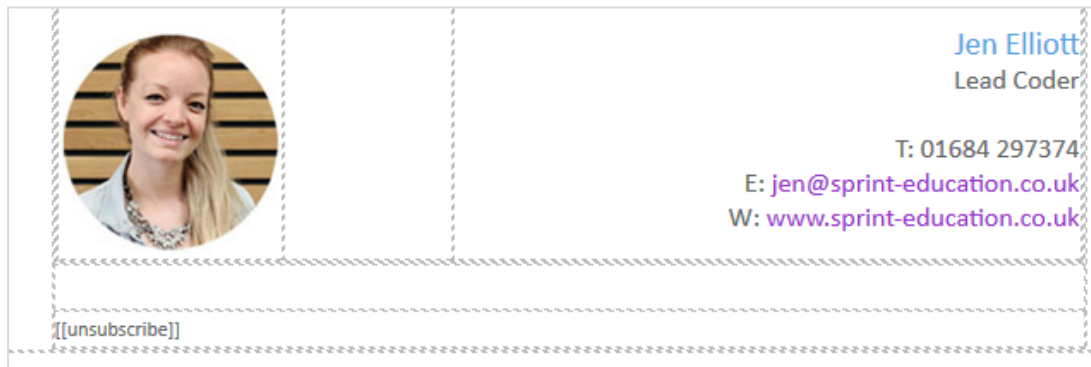 Jen Elliott
Lead Coder
T: 01684 297374
E: jen@sprint-education.co.uk
W: www.sprint-education.co.uk
[[unsubscribe]]